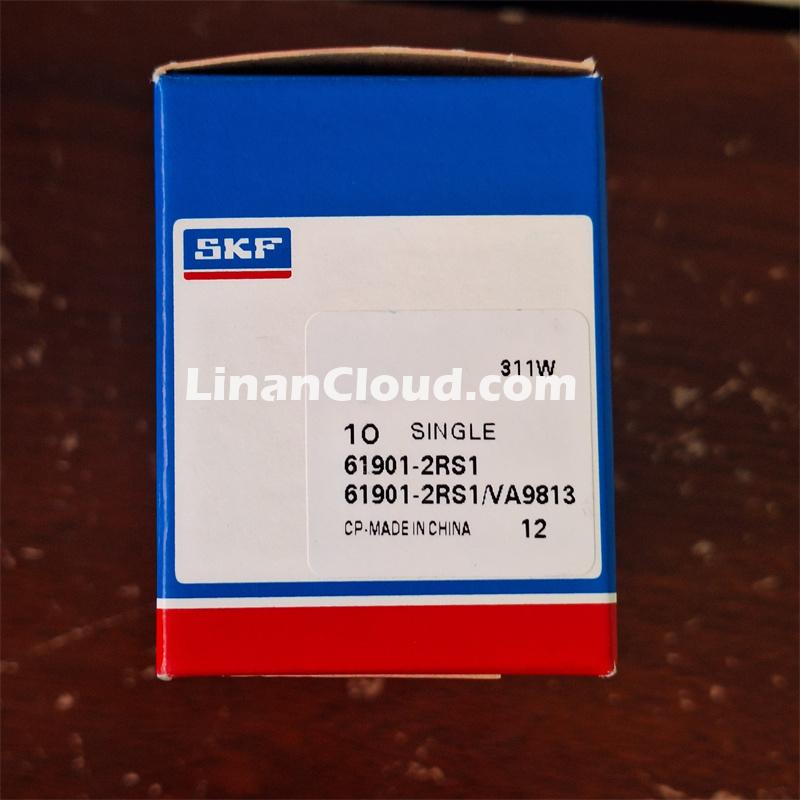 SKF
311W
LinanCloud.com
10 SINGLE
61901-2RS1
61901-2RS1/VA9813
CP-MADE IN CHINA 12